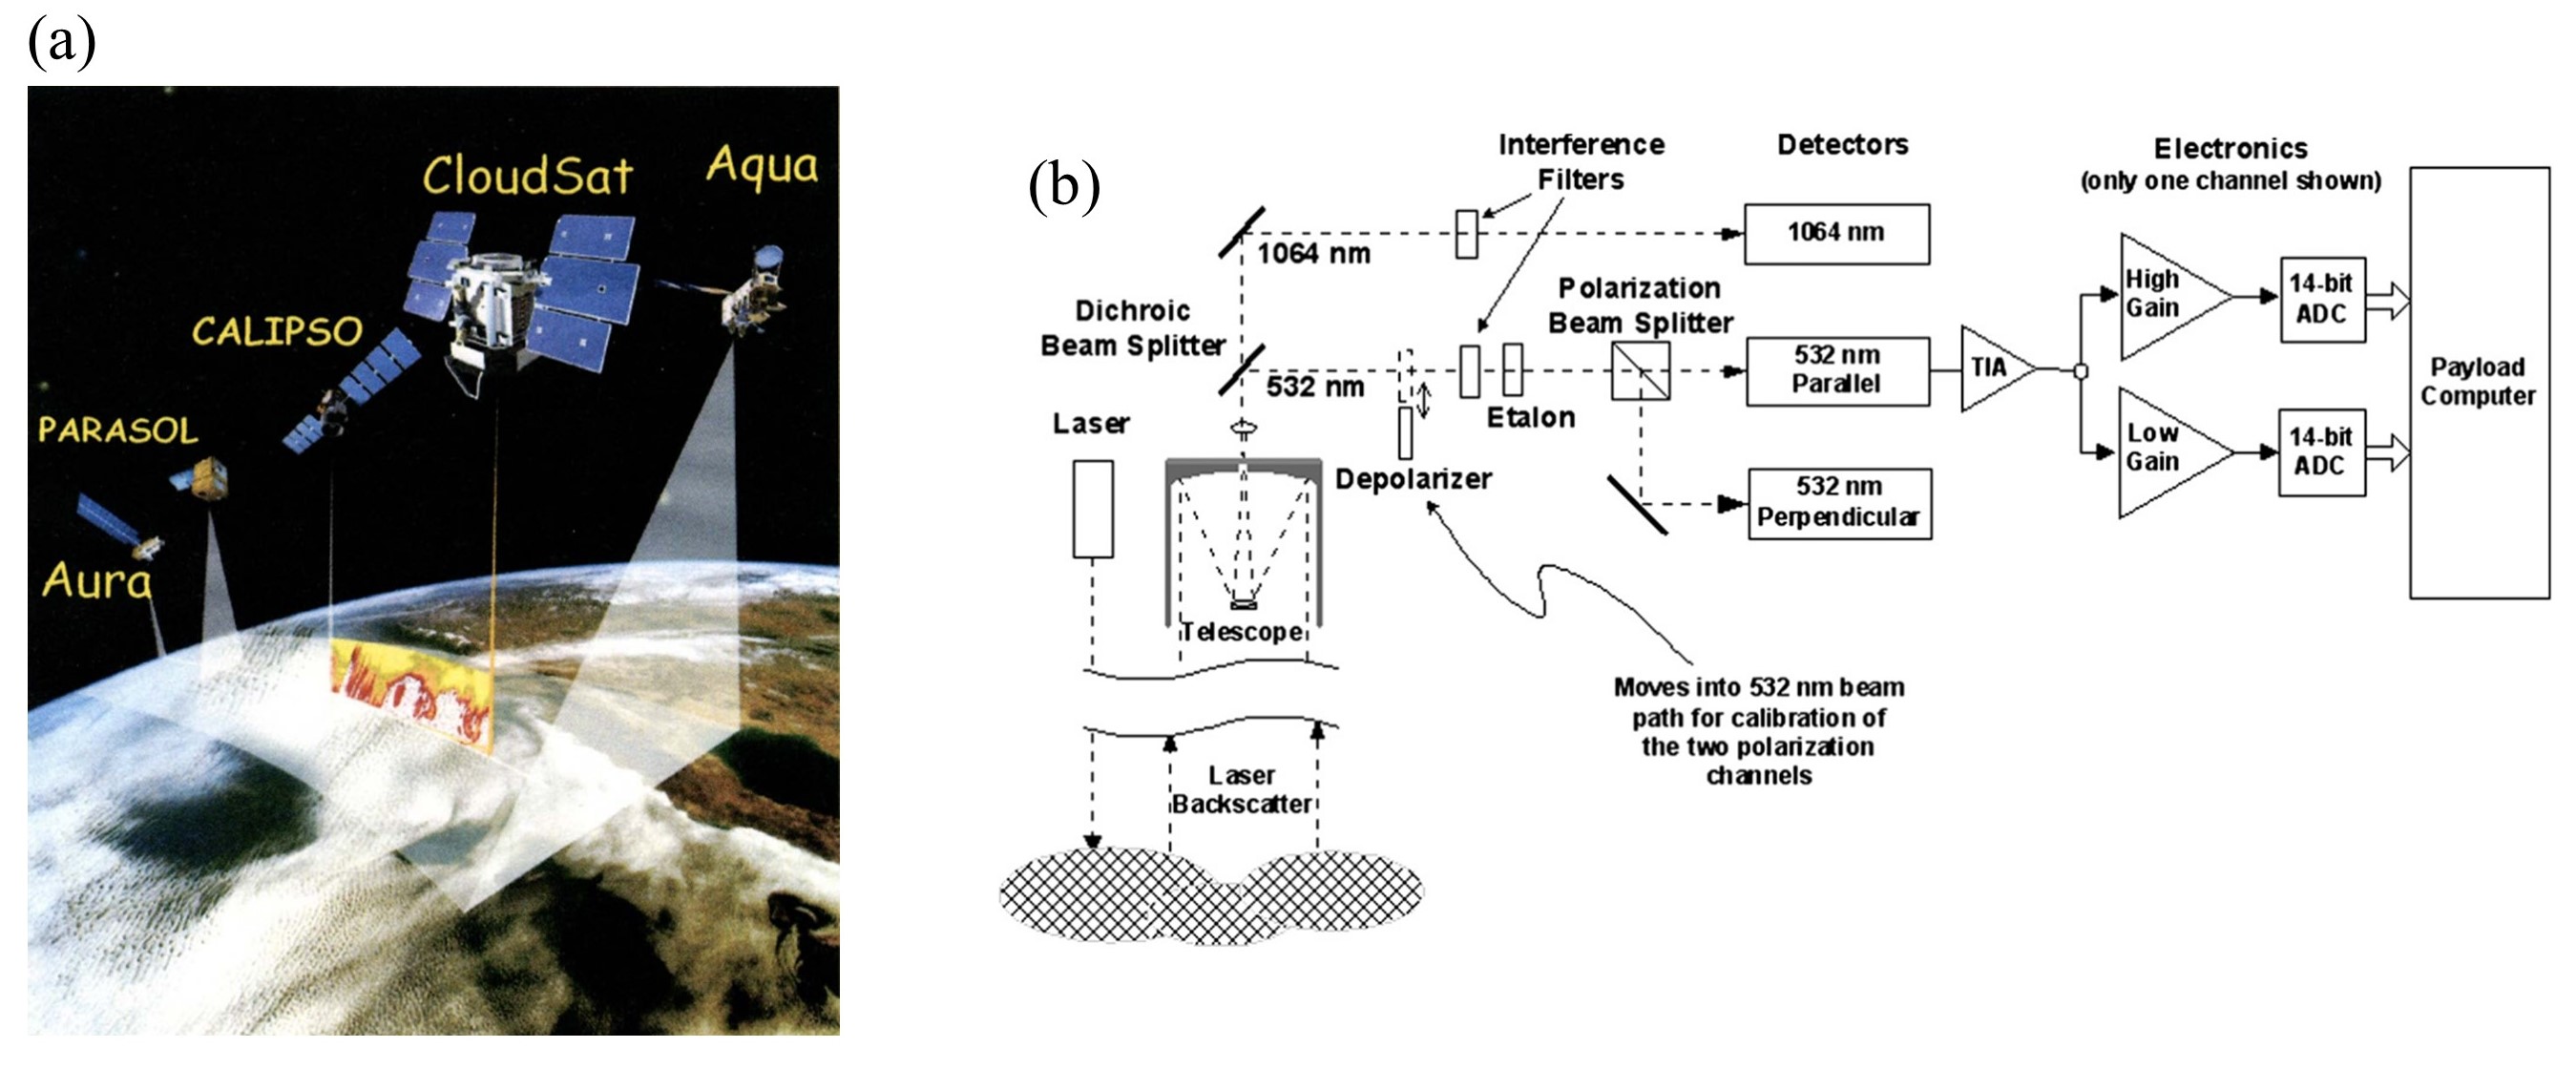 (a)
CloudSat
Aqua
CALIPSO
PARASOL
Aura
(b)
Interference
Filters
Detectors
Electronics
(only one channel shown)
1064 nm
1064 nm
Dichroic
Beam Splitter
Polarization
Beam Splitter
532 nm
Etalon
532 nm
Parallel
TIA
High
Gain
14-bit
ADC
Low
Gain
14-bit
ADC
Payload
Computer
Laser
Depolarizer
532 nm
Perpendicular
Telescope
Moves into 532 nm beam
path for calibration of
the two polarization
channels
Laser
Backscatter